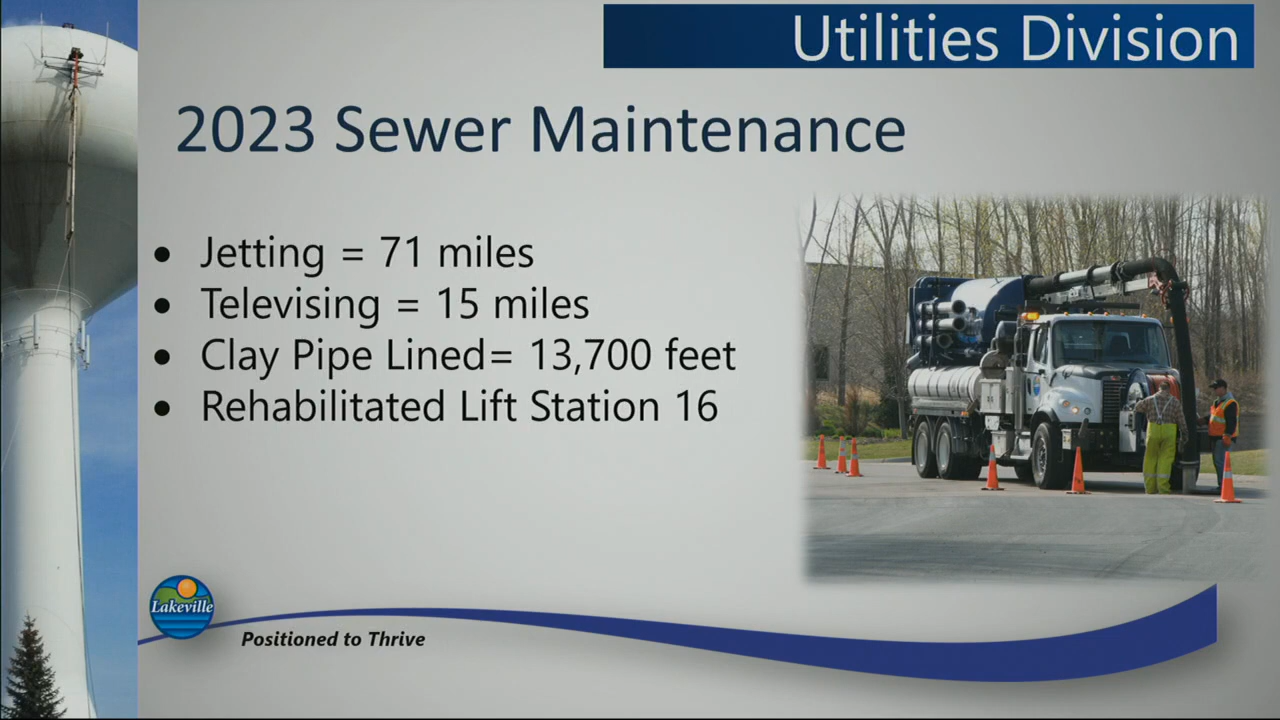 Utilities Division
2023 Sewer Maintenance
• Jetting = 71 miles
• Televising = 15 miles
• Clay Pipe Lined= 13,700 feet
• Rehabilitated Lift Station 16
Lakeville
Positioned to Thrive